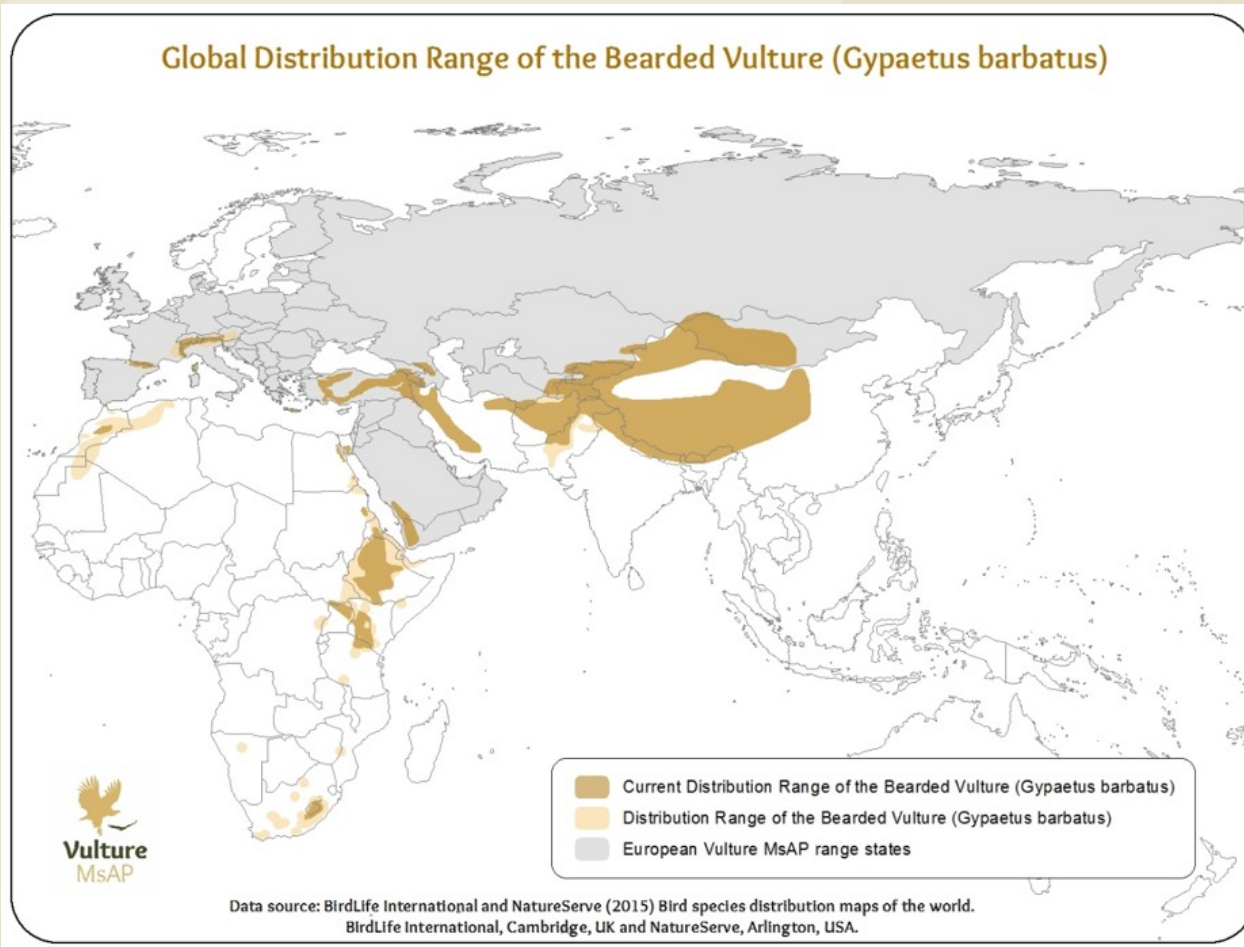 Global Distribution Range of the Bearded Vulture (Gypaetus barbatus)
Current Distribution Range of the Bearded Vulture (Gypaetus barbatus)
Distribution Range of the Bearded Vulture (Gypaetus barbatus)
European Vulture MsAP range states
Vulture
MsAP
Data source: BirdLife International and NatureServe (2015) Bird species distribution maps of the world.
BirdLife International, Cambridge, UK and NatureServe, Arlington, USA.